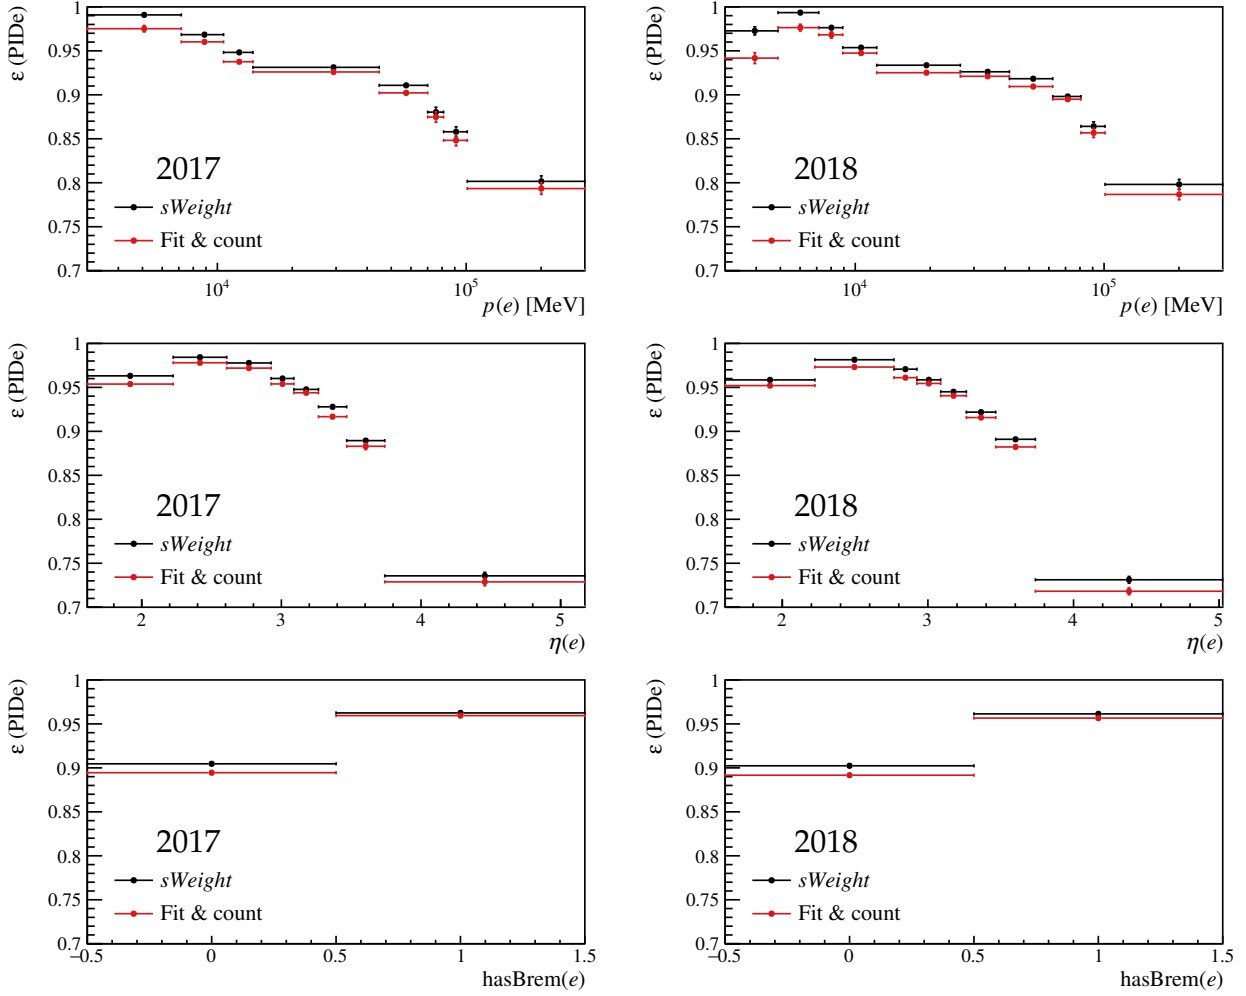 ε (PIDe)
1
0.95
0.9
0.85
0.8
0.75
0.7
2017
sWeight
Fit & count
10⁴
10⁵
p(e) [MeV]
ε (PIDe)
1
0.95
0.9
0.85
0.8
0.75
0.7
2018
sWeight
Fit & count
10⁴
10⁵
p(e) [MeV]
ε (PIDe)
1
0.95
0.9
0.85
0.8
0.75
0.7
2017
sWeight
Fit & count
2 3 4 5
η(e)
ε (PIDe)
1
0.95
0.9
0.85
0.8
0.75
0.7
2018
sWeight
Fit & count
2 3 4 5
η(e)
ε (PIDe)
1
0.95
0.9
0.85
0.8
0.75
0.7
2017
sWeight
Fit & count
−0.5 0 0.5 1 1.5
hasBrem(e)
ε (PIDe)
1
0.95
0.9
0.85
0.8
0.75
0.7
2018
sWeight
Fit & count
−0.5 0 0.5 1 1.5
hasBrem(e)